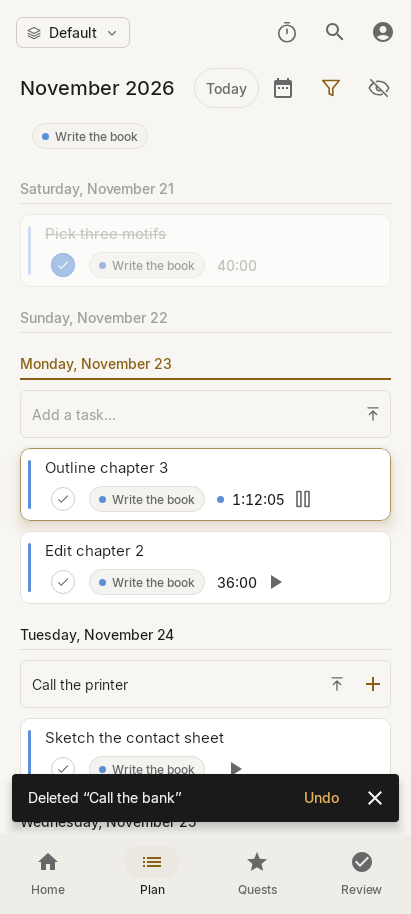 Default
November 2026
Today
Write the book
Saturday, November 21
Pick three motifs
Write the book
40:00
Sunday, November 22
Monday, November 23
Add a task...
Outline chapter 3
Write the book
1:12:05
Edit chapter 2
Write the book
36:00
Tuesday, November 24
Call the printer
Sketch the contact sheet
Write the book
Deleted “Call the bank”
Undo
Wednesday, November 25
Home
Plan
Quests
Review